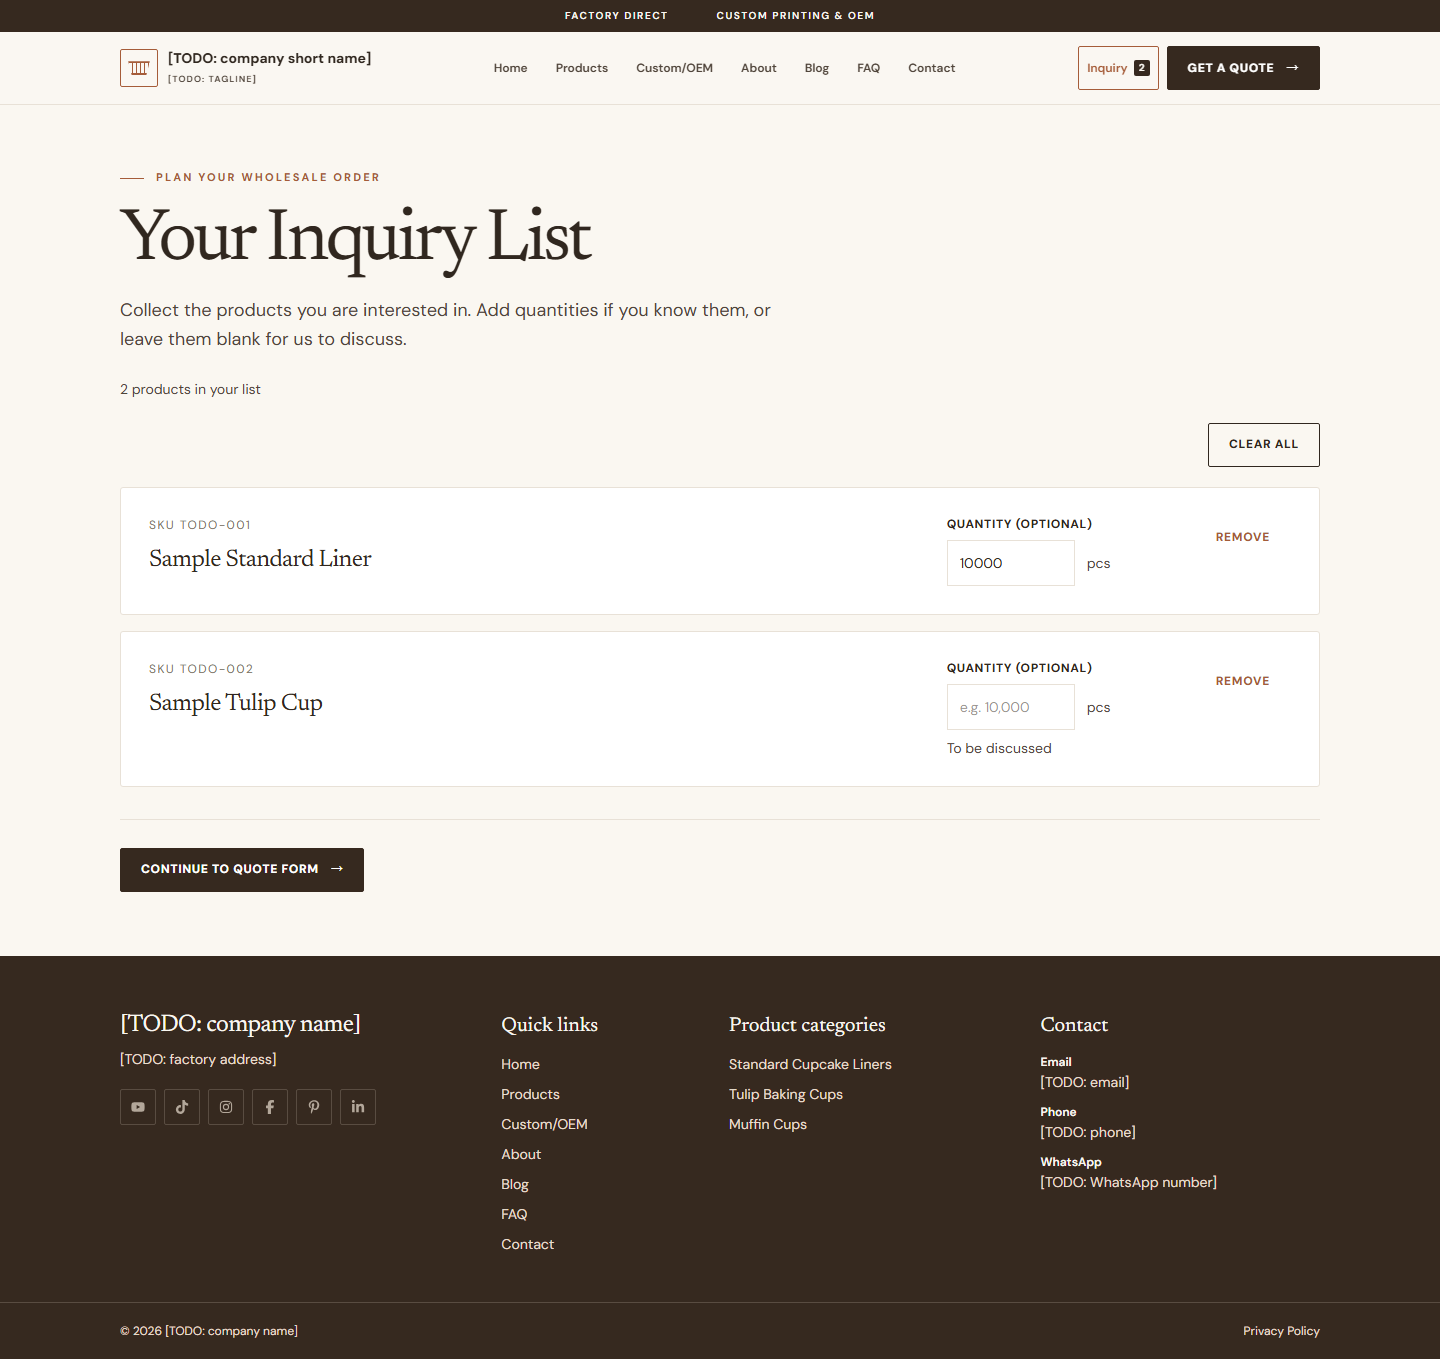 FACTORY DIRECT
CUSTOM PRINTING & OEM
[TODO: company short name]
[TODO: TAGLINE]
Home
Products
Custom/OEM
About
Blog
FAQ
Contact
Inquiry 2
GET A QUOTE →
PLAN YOUR WHOLESALE ORDER
Your Inquiry List
Collect the products you are interested in. Add quantities if you know them, or
leave them blank for us to discuss.
2 products in your list
CLEAR ALL
SKU TODO-001
Sample Standard Liner
QUANTITY (OPTIONAL)
10000 pcs
REMOVE
SKU TODO-002
Sample Tulip Cup
QUANTITY (OPTIONAL)
e.g. 10,000 pcs
To be discussed
REMOVE
CONTINUE TO QUOTE FORM →
[TODO: company name]
[TODO: factory address]
Quick links
Home
Products
Custom/OEM
About
Blog
FAQ
Contact
Product categories
Standard Cupcake Liners
Tulip Baking Cups
Muffin Cups
Contact
Email
[TODO: email]
Phone
[TODO: phone]
WhatsApp
[TODO: WhatsApp number]
© 2026 [TODO: company name]
Privacy Policy